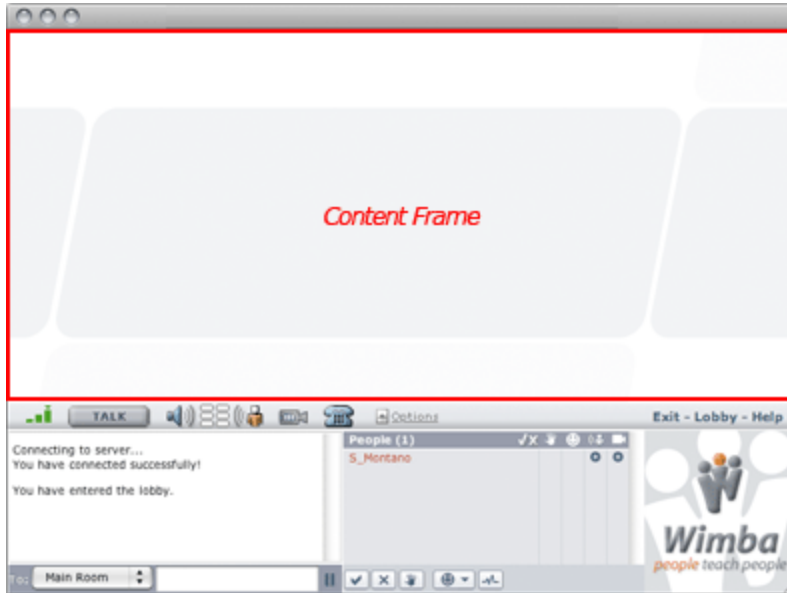 Content Frame
TALK
Options
Exit - Lobby - Help
Connecting to server...
You have connected successfully!
You have entered the lobby.
People (1)
S_Montano
To:
Main Room
Wimba
people teach people